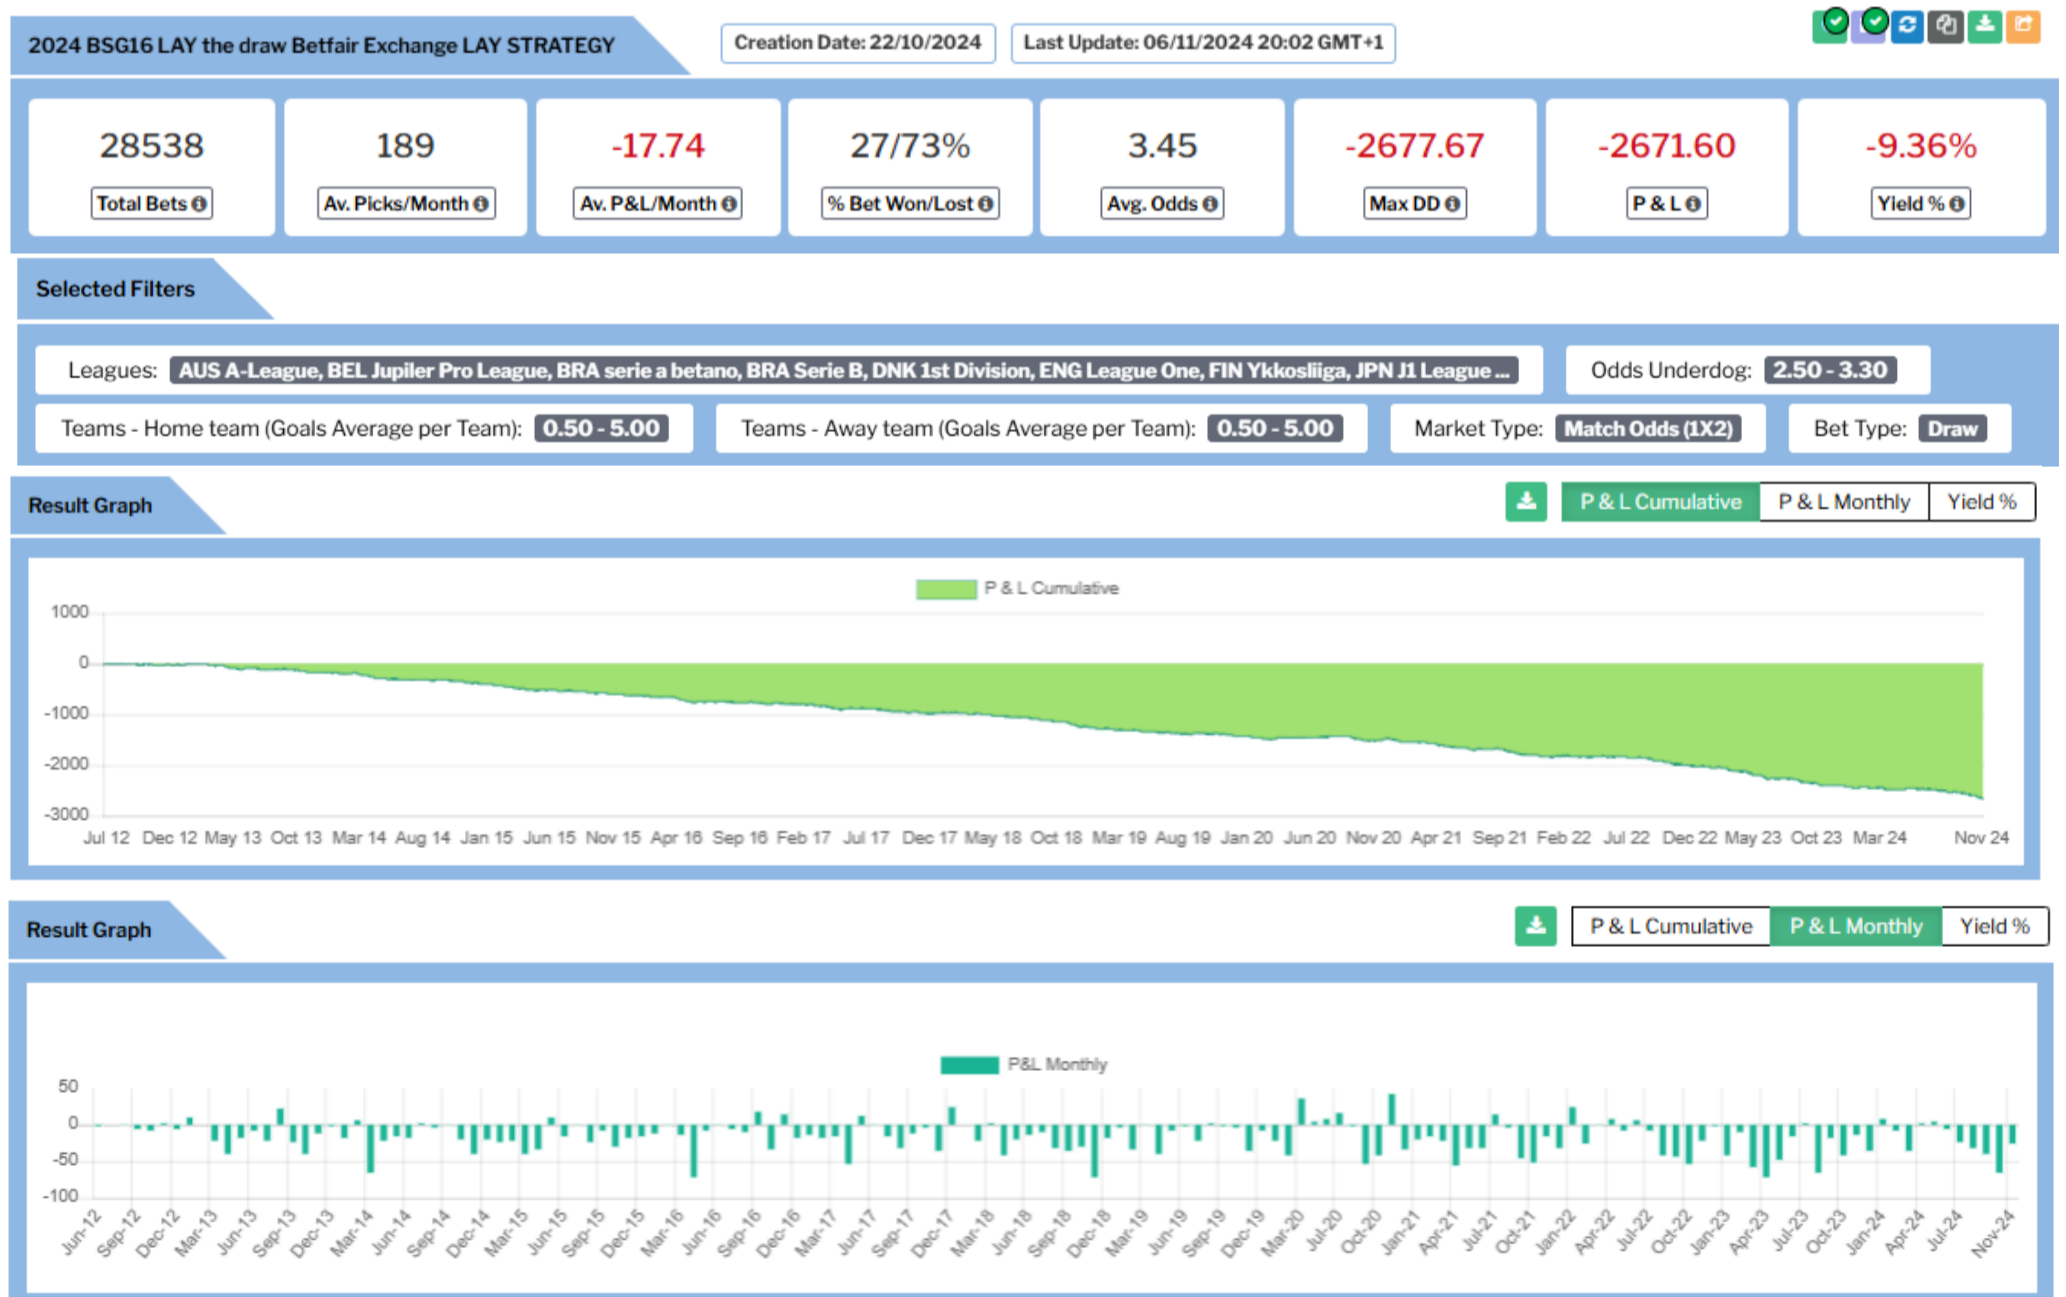 2024 BSG16 LAY the draw Betfair Exchange LAY STRATEGY
Creation Date: 22/10/2024
Last Update: 06/11/2024 20:02 GMT+1
28538 189 -17.74 27/73% 3.45 -2677.67 -2671.60 -9.36%
Total Bets Av. Picks/Month Av. P&L/Month % Bet Won/Lost Avg. Odds Max DD P & L Yield %
Selected Filters
Leagues: AUS A-League, BEL Jupiler Pro League, BRA serie a betano, BRA Serie B, DNK 1st Division, ENG League One, FIN Ykkosliiga, JPN J1 League ... Odds Underdog: 2.50 - 3.30
Teams - Home team (Goals Average per Team): 0.50 - 5.00 Teams - Away team (Goals Average per Team): 0.50 - 5.00 Market Type: Match Odds (1X2) Bet Type: Draw
Result Graph
P & L Cumulative P & L Monthly Yield %
P & L Cumulative
1000
0
-1000
-2000
-3000
Jul 12 Dec 12 May 13 Oct 13 Mar 14 Aug 14 Jan 15 Jun 15 Nov 15 Apr 16 Sep 16 Feb 17 Jul 17 Dec 17 May 18 Oct 18 Mar 19 Aug 19 Jan 20 Jun 20 Nov 20 Apr 21 Sep 21 Feb 22 Jul 22 Dec 22 May 23 Oct 23 Mar 24 Nov 24
Result Graph
P & L Cumulative P & L Monthly Yield %
P&L Monthly
50
0
-50
-100
Jun-12 Sep-12 Dec-12 Mar-13 Jun-13 Sep-13 Dec-13 Mar-14 Jun-14 Sep-14 Dec-14 Mar-15 Jun-15 Sep-15 Dec-15 Mar-16 Jun-16 Sep-16 Dec-16 Mar-17 Jun-17 Sep-17 Dec-17 Mar-18 Jun-18 Sep-18 Dec-18 Mar-19 Jun-19 Sep-19 Dec-19 Mar-20 Jul-20 Oct-20 Jan-21 Apr-21 Jul-21 Oct-21 Jan-22 Apr-22 Jul-22 Oct-22 Jan-23 Apr-23 Jul-23 Oct-23 Jan-24 Apr-24 Jul-24 Nov-24